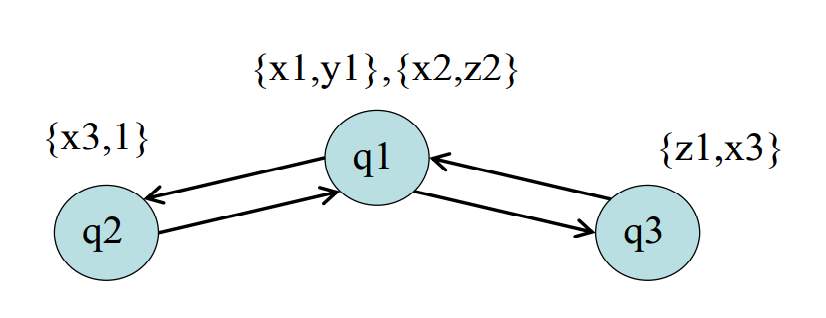 {x1,y1},{x2,z2}
{x3,1}
{z1,x3}
q1
q2
q3